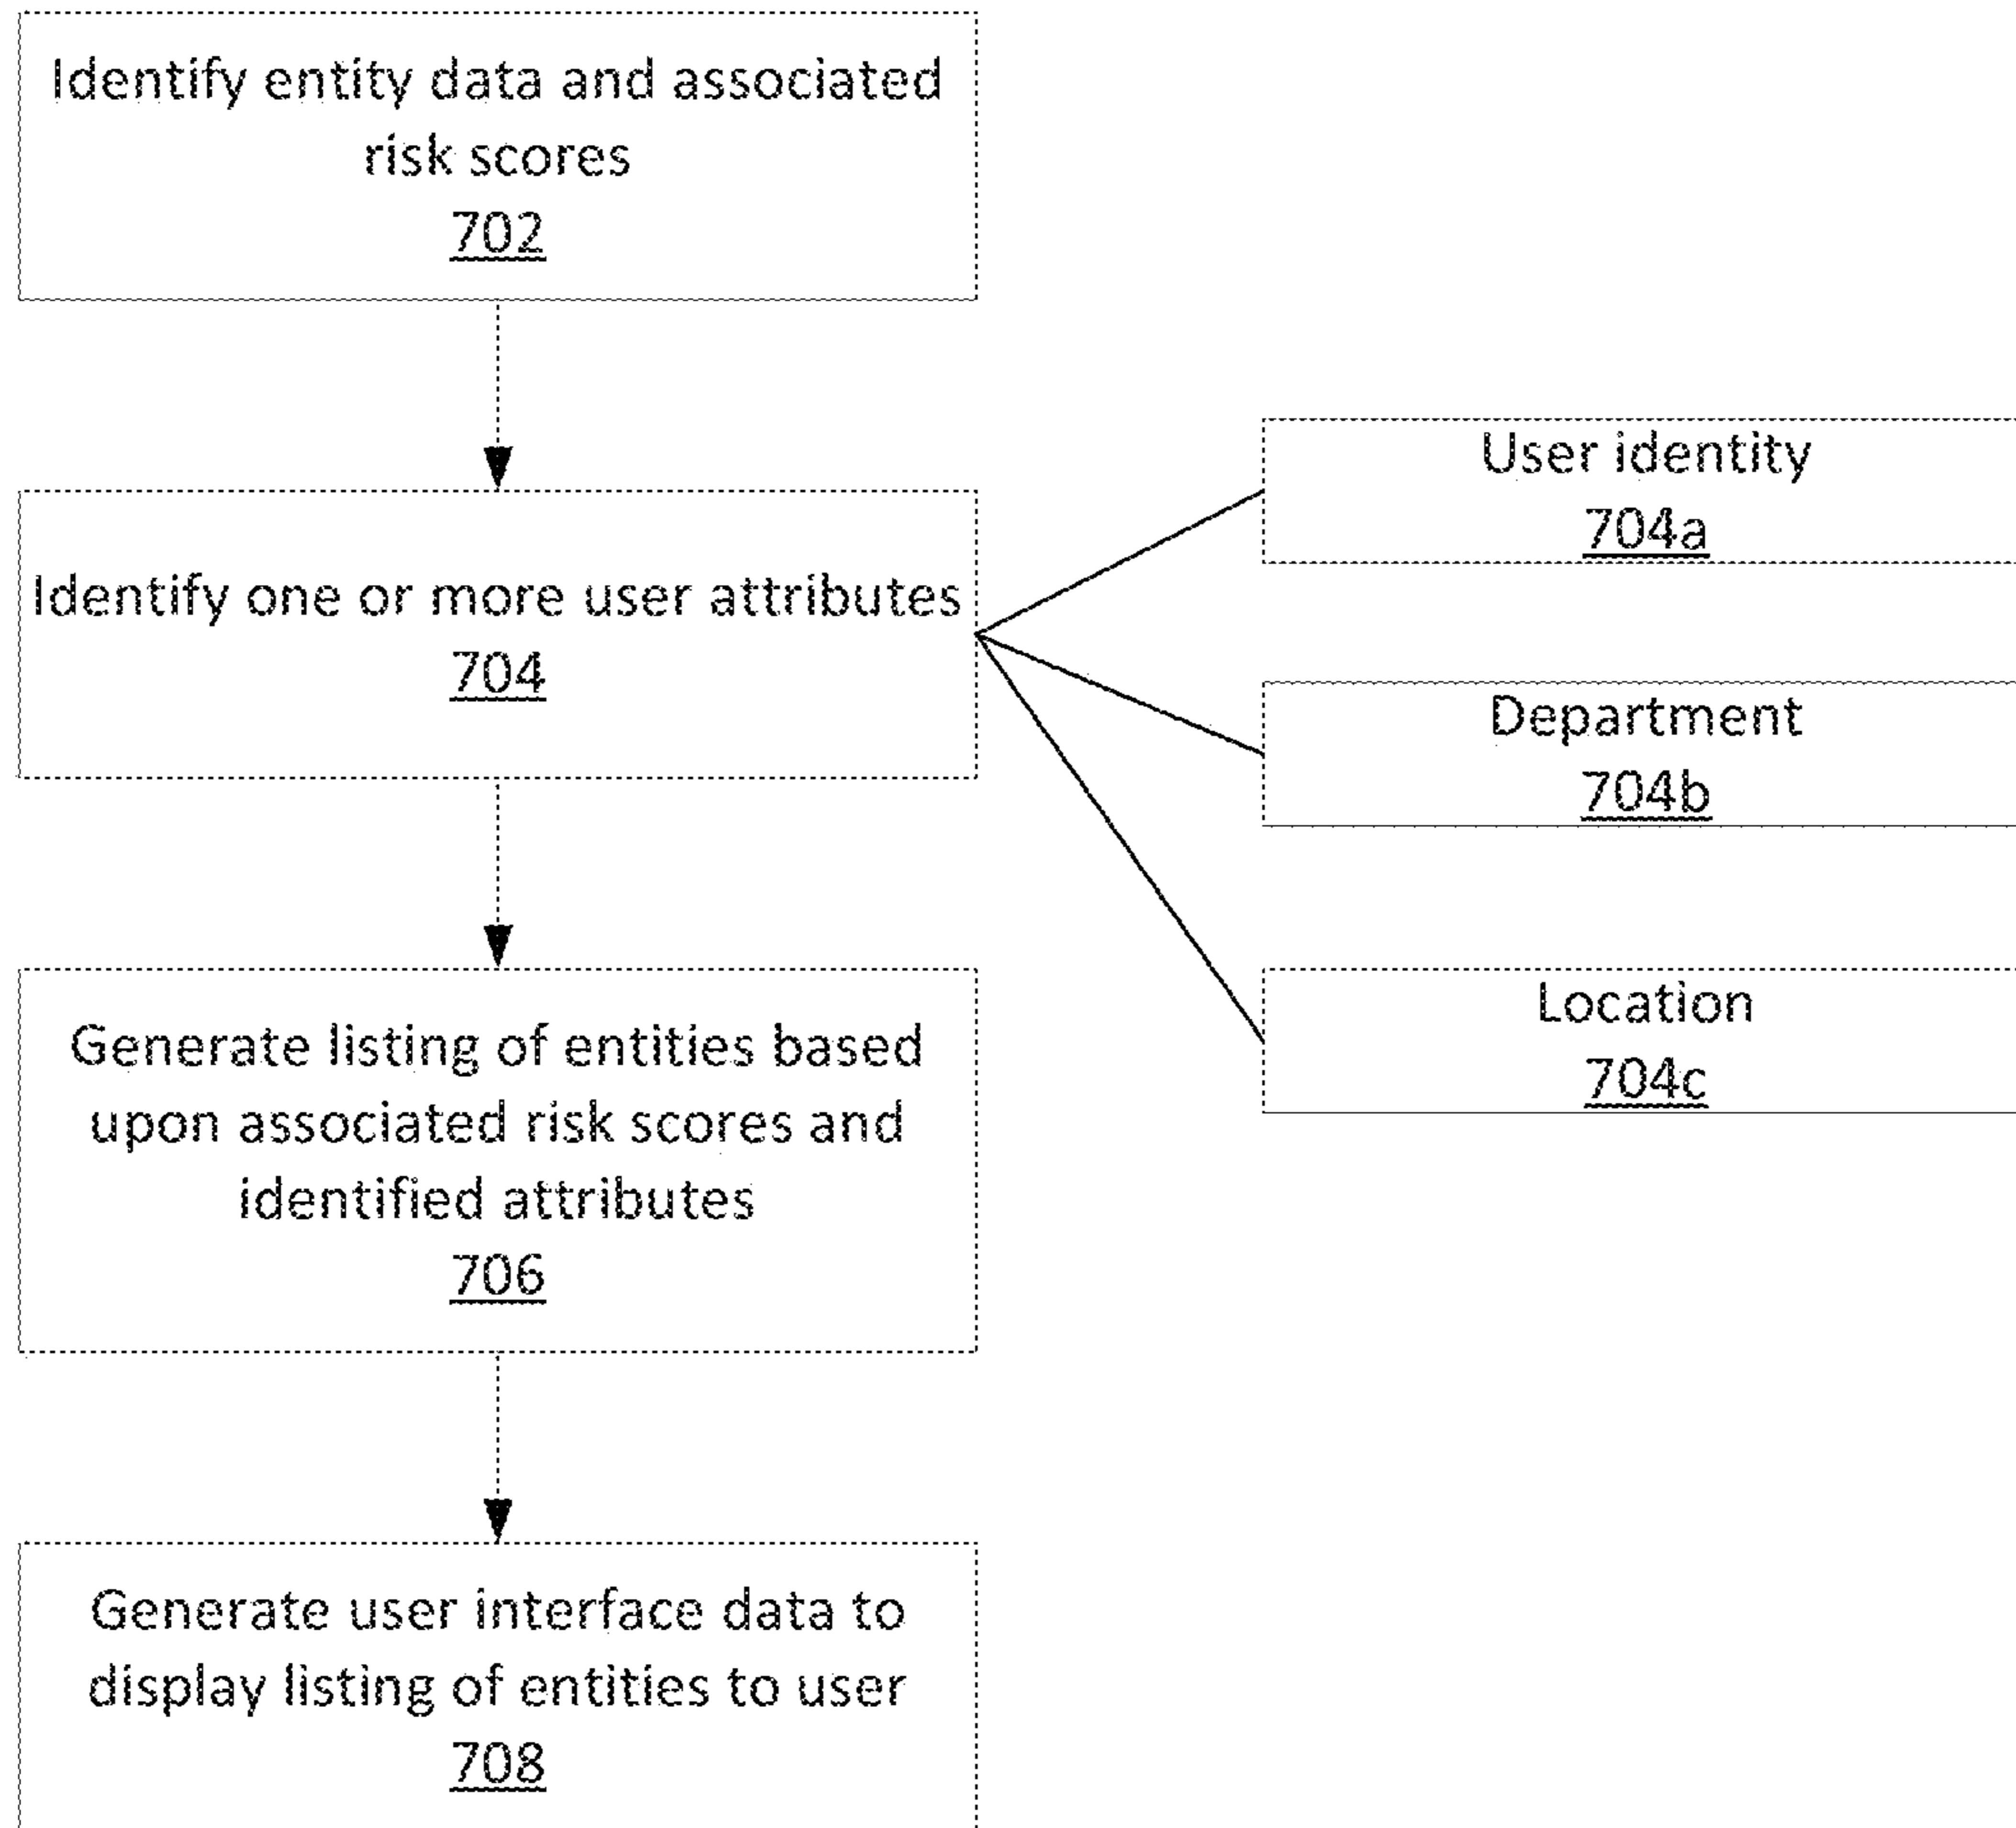 Identify entity data and associated
risk scores
702
Identify one or more user attributes
704
User identity
704a
Department
704b
Location
704c
Generate listing of entities based
upon associated risk scores and
identified attributes
706
Generate user interface data to
display listing of entities to user
708